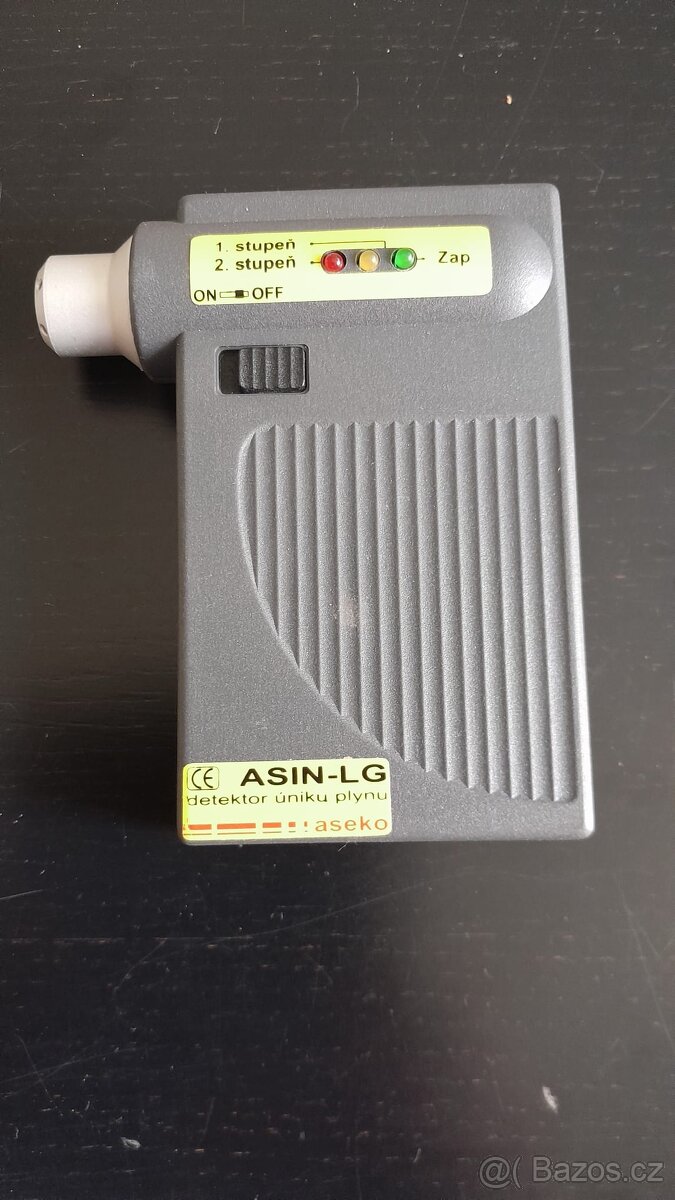 1. stupeň
2. stupeň
Zap
ON OFF
CE ASIN-LG
detektor úniku plynu
aseko
@( Bazos.cz